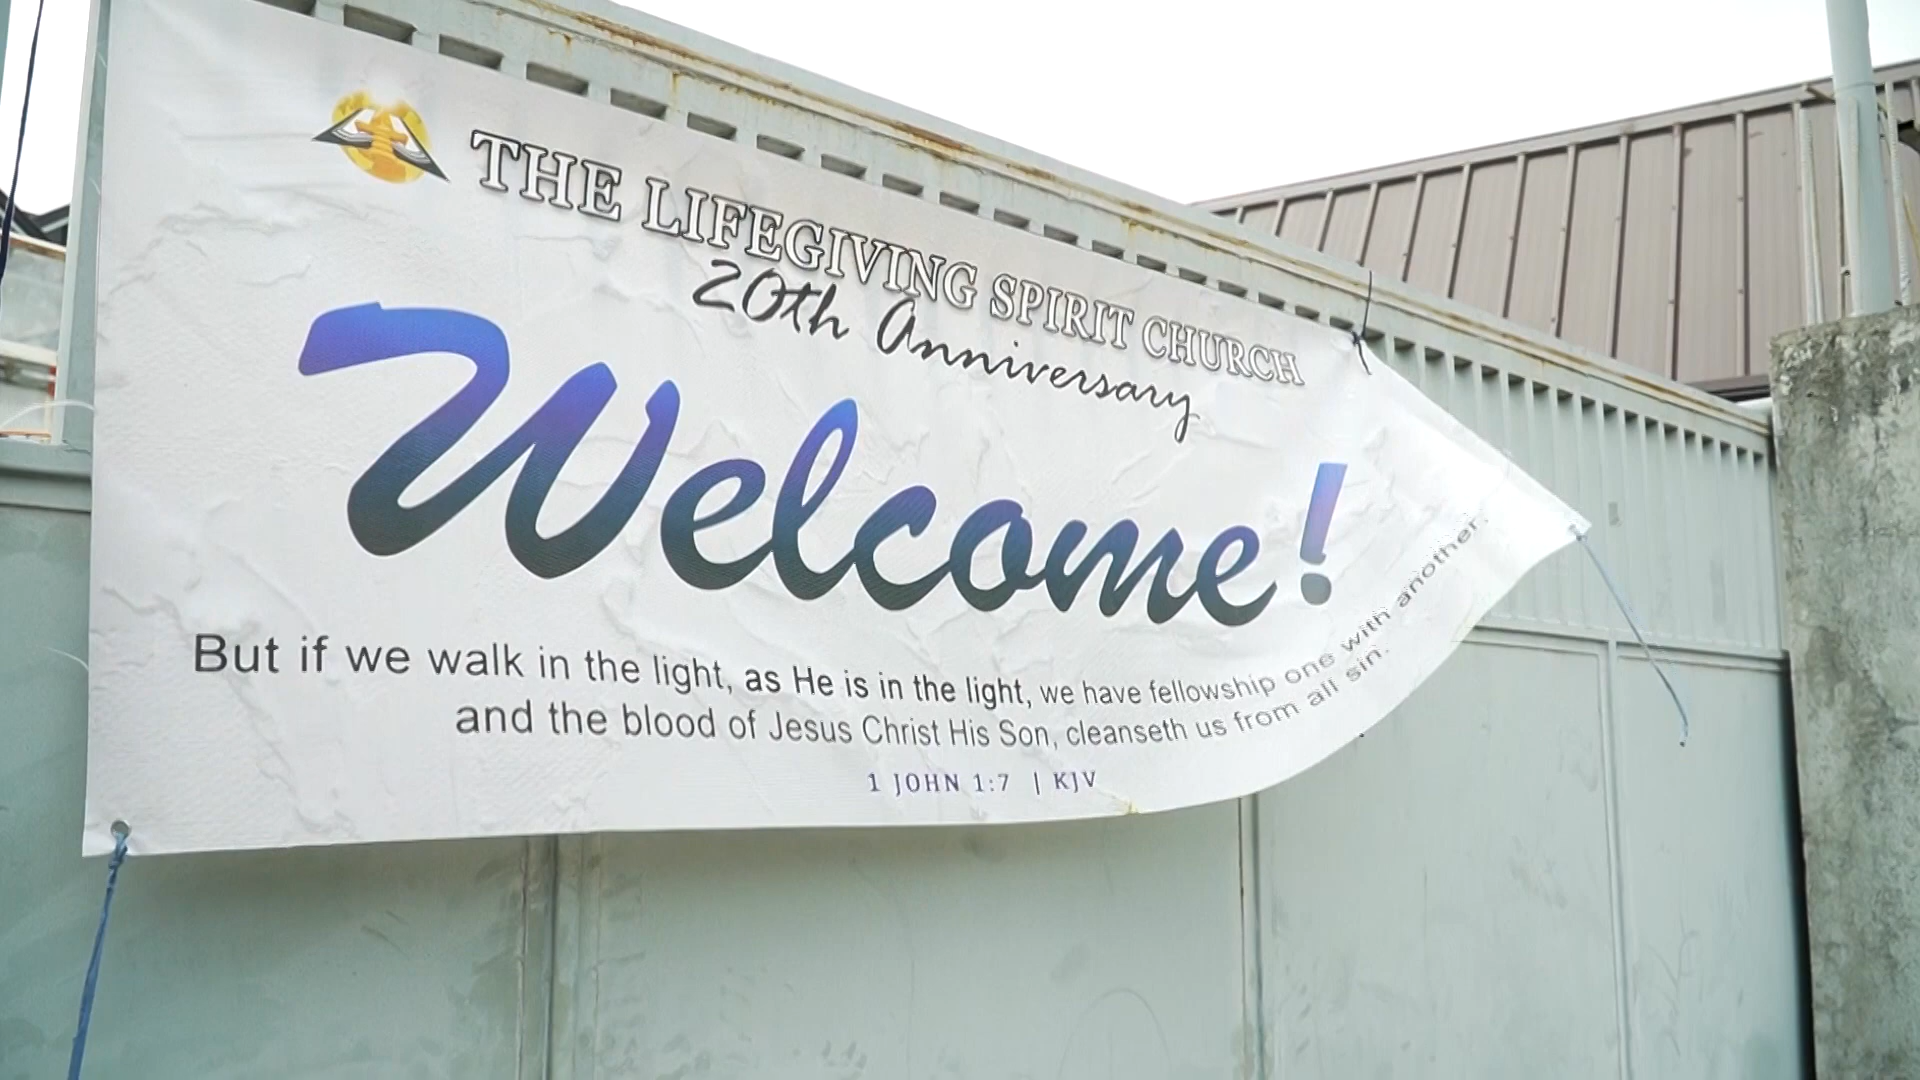 THE LIFEGIVING SPIRIT CHURCH
20th Anniversary
Welcome!
But if we walk in the light, as He is in the light, we have fellowship one with another,
and the blood of Jesus Christ His Son, cleanseth us from all sin.
1 JOHN 1:7 | KJV